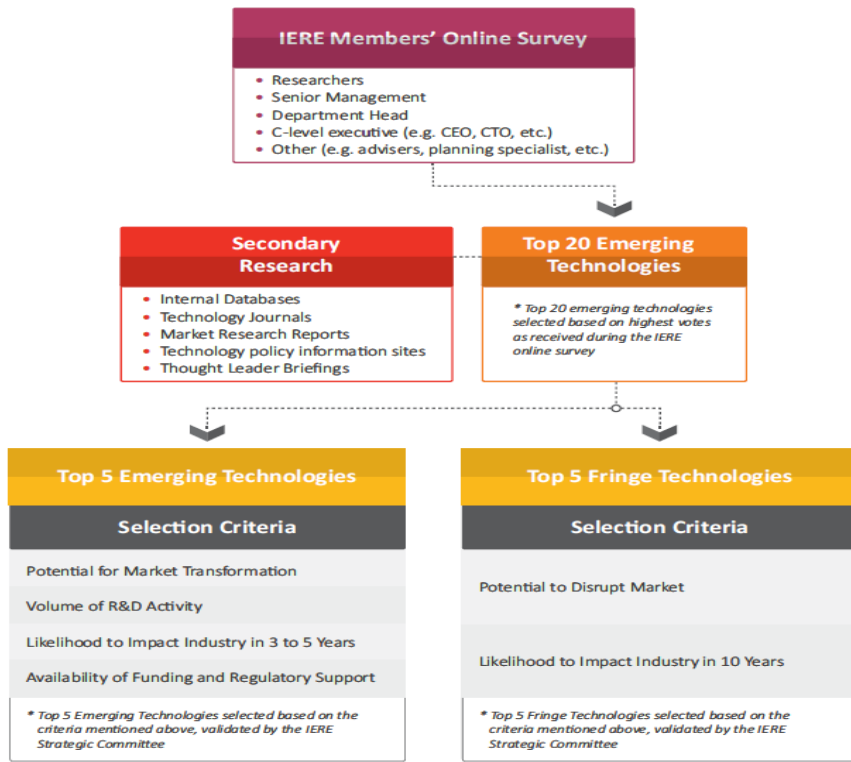 IERE Members' Online Survey
• Researchers
• Senior Management
• Department Head
• C-level executive (e.g. CEO, CTO, etc.)
• Other (e.g. advisers, planning specialist, etc.)
Secondary
Research
• Internal Databases
• Technology Journals
• Market Research Reports
• Technology policy information sites
• Thought Leader Briefings
Top 20 Emerging
Technologies
* Top 20 emerging technologies
selected based on highest votes
as received during the IERE
online survey
Top 5 Emerging Technologies
Selection Criteria
Potential for Market Transformation
Volume of R&D Activity
Likelihood to Impact Industry in 3 to 5 Years
Availability of Funding and Regulatory Support
* Top 5 Emerging Technologies selected based on the
criteria mentioned above, validated by the IERE
Strategic Committee
Top 5 Fringe Technologies
Selection Criteria
Potential to Disrupt Market
Likelihood to Impact Industry in 10 Years
* Top 5 Fringe Technologies selected based on the
criteria mentioned above, validated by the IERE
Strategic Committee